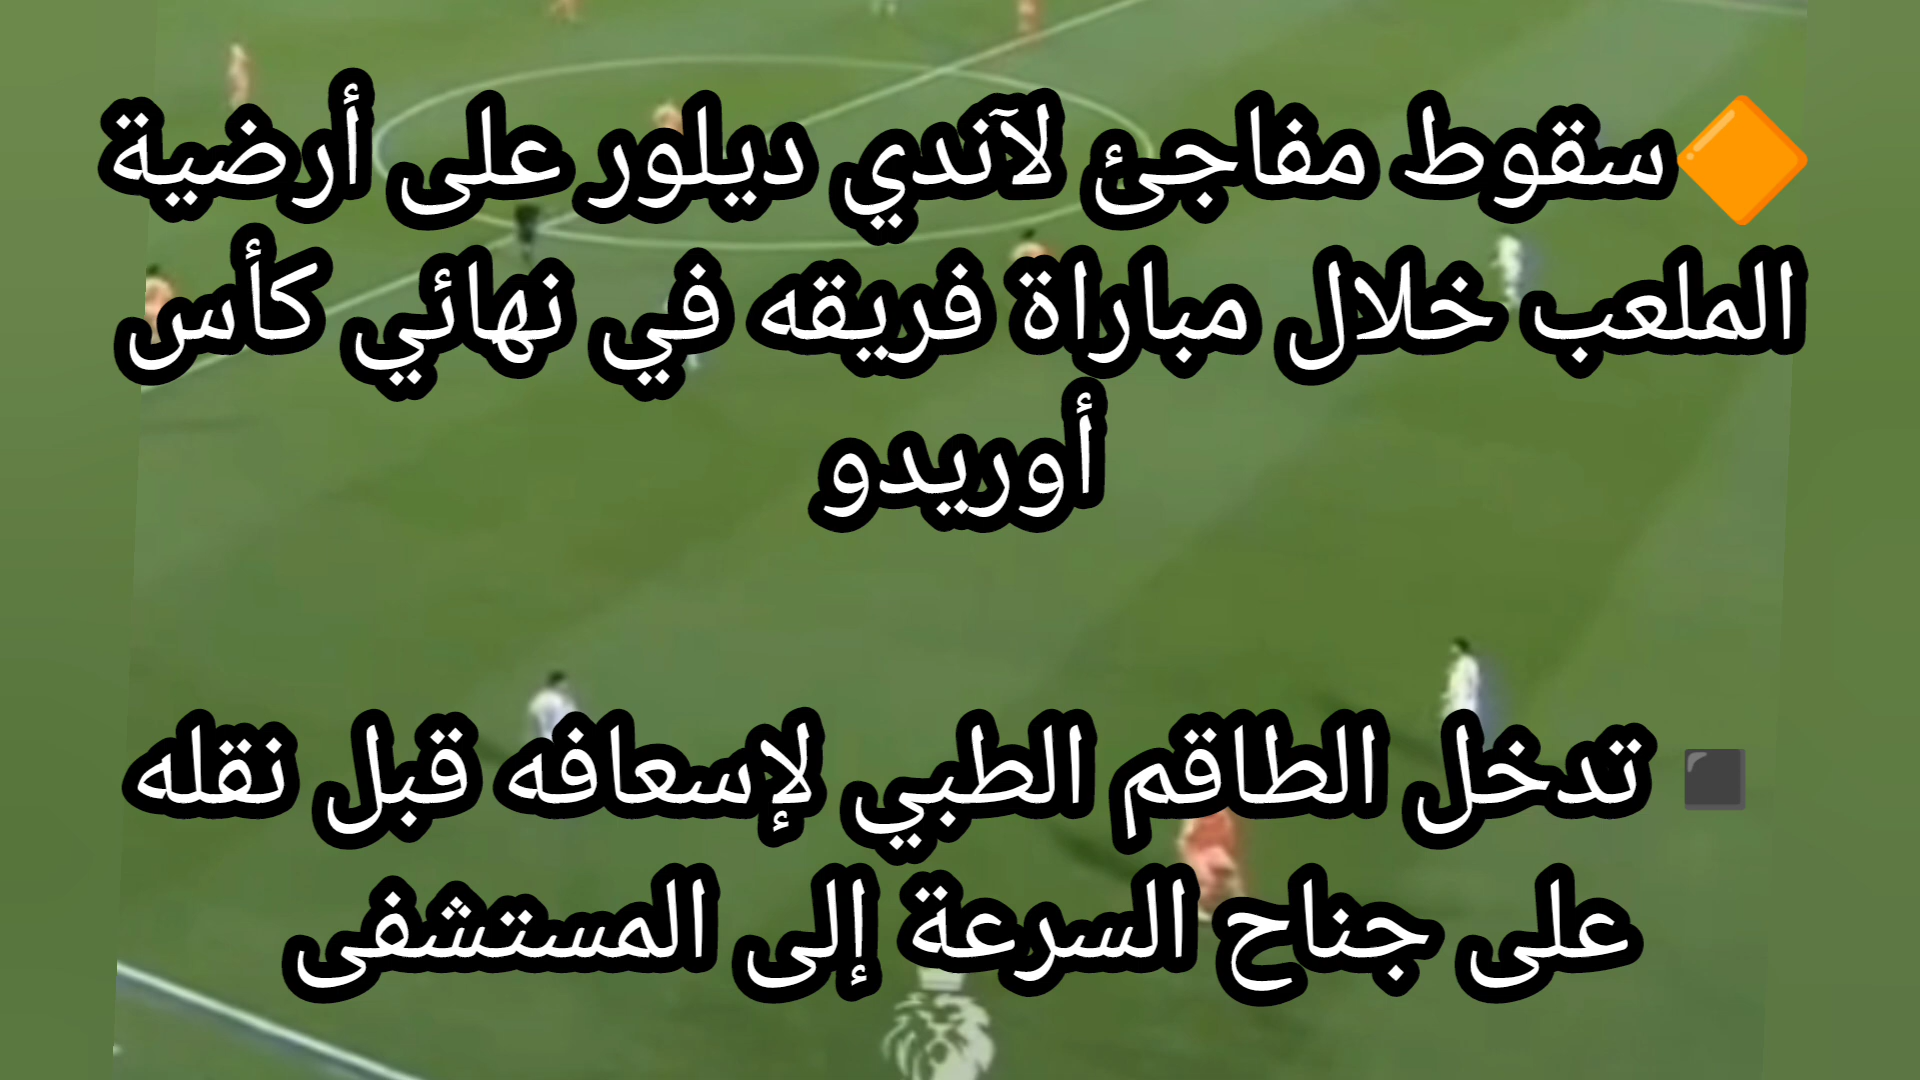 🔶سقوط مفاجئ لآندي ديلور على أرضية
الملعب خلال مباراة فريقه في نهائي كأس
أوريدو
◾ تدخل الطاقم الطبي لإسعافه قبل نقله
على جناح السرعة إلى المستشفى